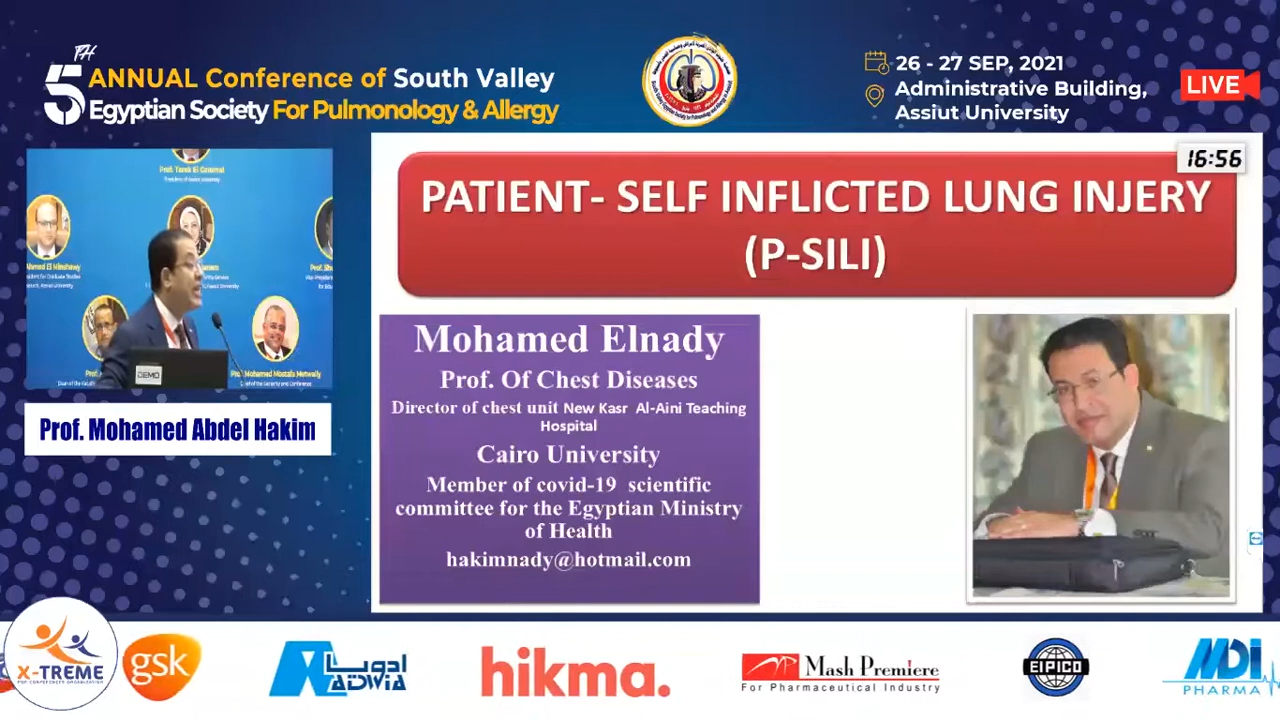 5TH ANNUAL Conference of South Valley
Egyptian Society For Pulmonology & Allergy
26 - 27 SEP, 2021
Administrative Building,
Assiut University
LIVE
16:56
PATIENT- SELF INFLICTED LUNG INJERY
(P-SILI)
Prof. Tarek El Gammal
Prof. Mohamed Mostafa Metwally
DEMO
Prof. Mohamed Abdel Hakim
Mohamed Elnady
Prof. Of Chest Diseases
Director of chest unit New Kasr Al-Aini Teaching
Hospital
Cairo University
Member of covid-19 scientific
committee for the Egyptian Ministry
of Health
hakimnady@hotmail.com
X-TREME
gsk
ادويا
ADWIA
hikma.
Mash Premiere
For Pharmaceutical Industry
EIPICO
MDI
PHARMA